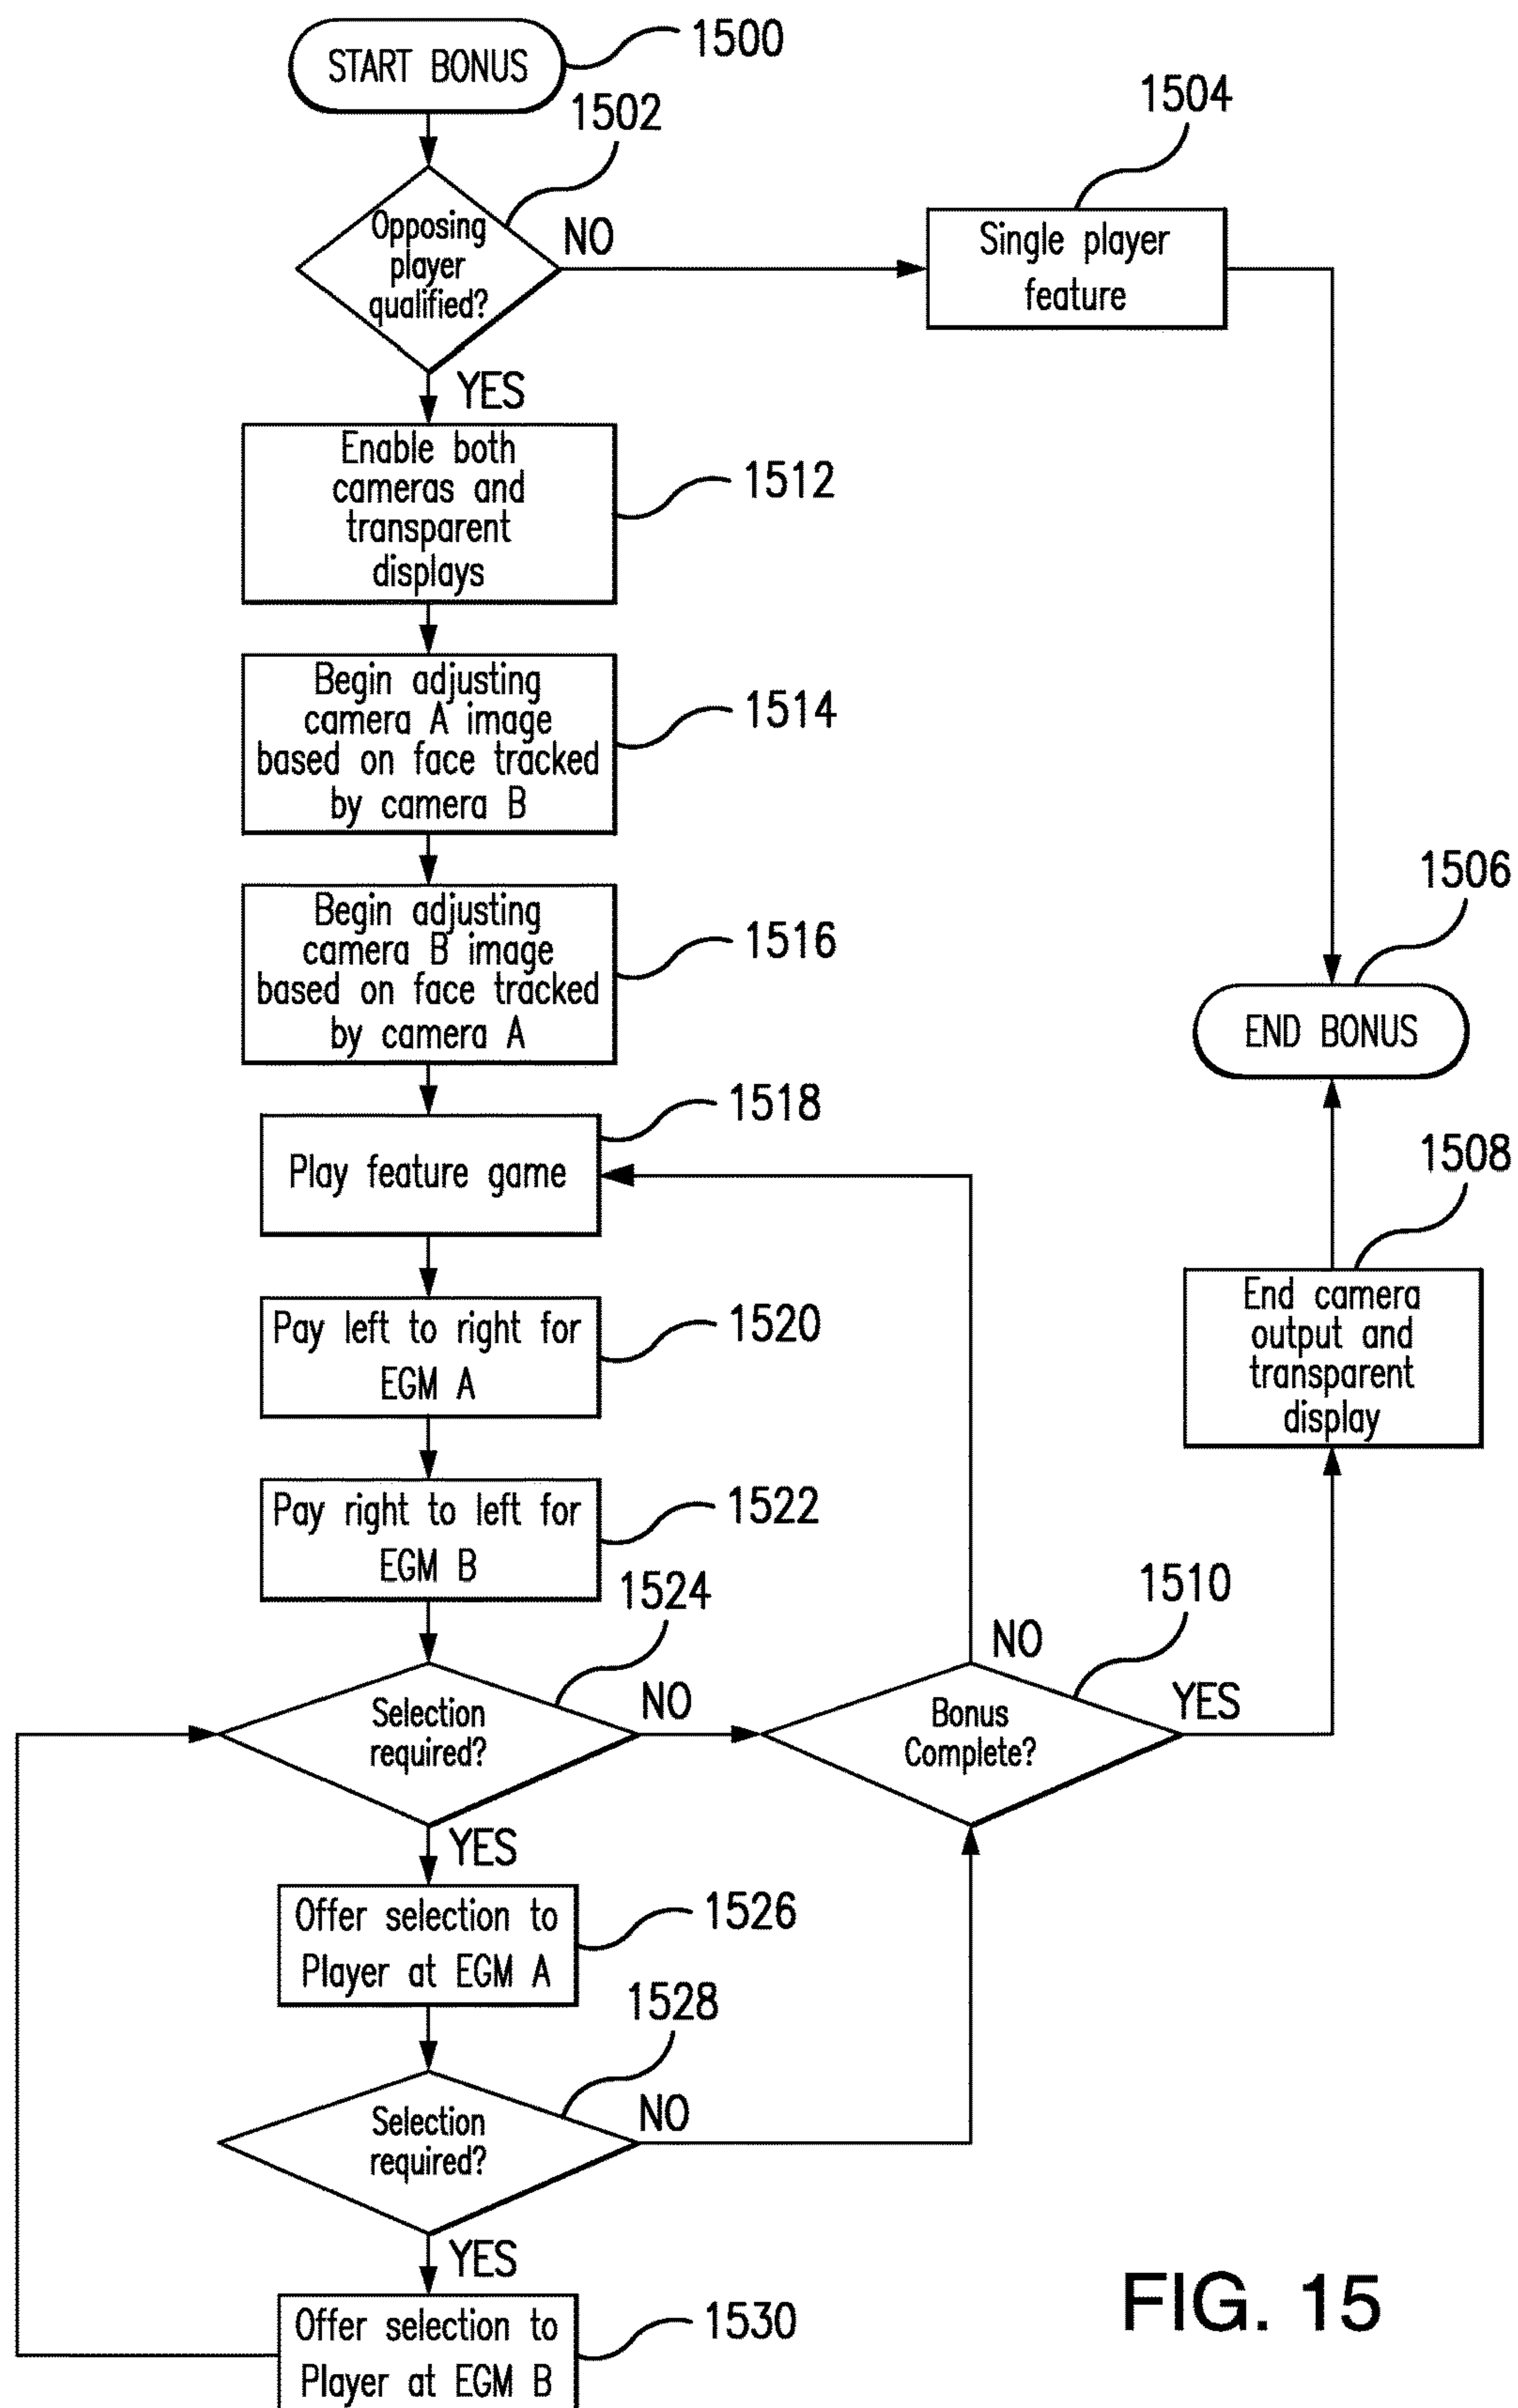 START BONUS
1500
1502
1504
Opposing
player
qualified?
NO
Single player
feature
YES
Enable both
cameras and
transparent
displays
1512
Begin adjusting
camera A image
based on face tracked
by camera B
1514
Begin adjusting
camera B image
based on face tracked
by camera A
1516
1506
END BONUS
1518
Play feature game
1508
End camera
output and
transparent
display
Pay left to right for
EGM A
1520
Pay right to left for
EGM B
1522
1524
1510
Selection
required?
NO
Bonus
Complete?
NO
YES
YES
Offer selection to
Player at EGM A
1526
1528
Selection
required?
NO
YES
Offer selection to
Player at EGM B
1530
FIG. 15